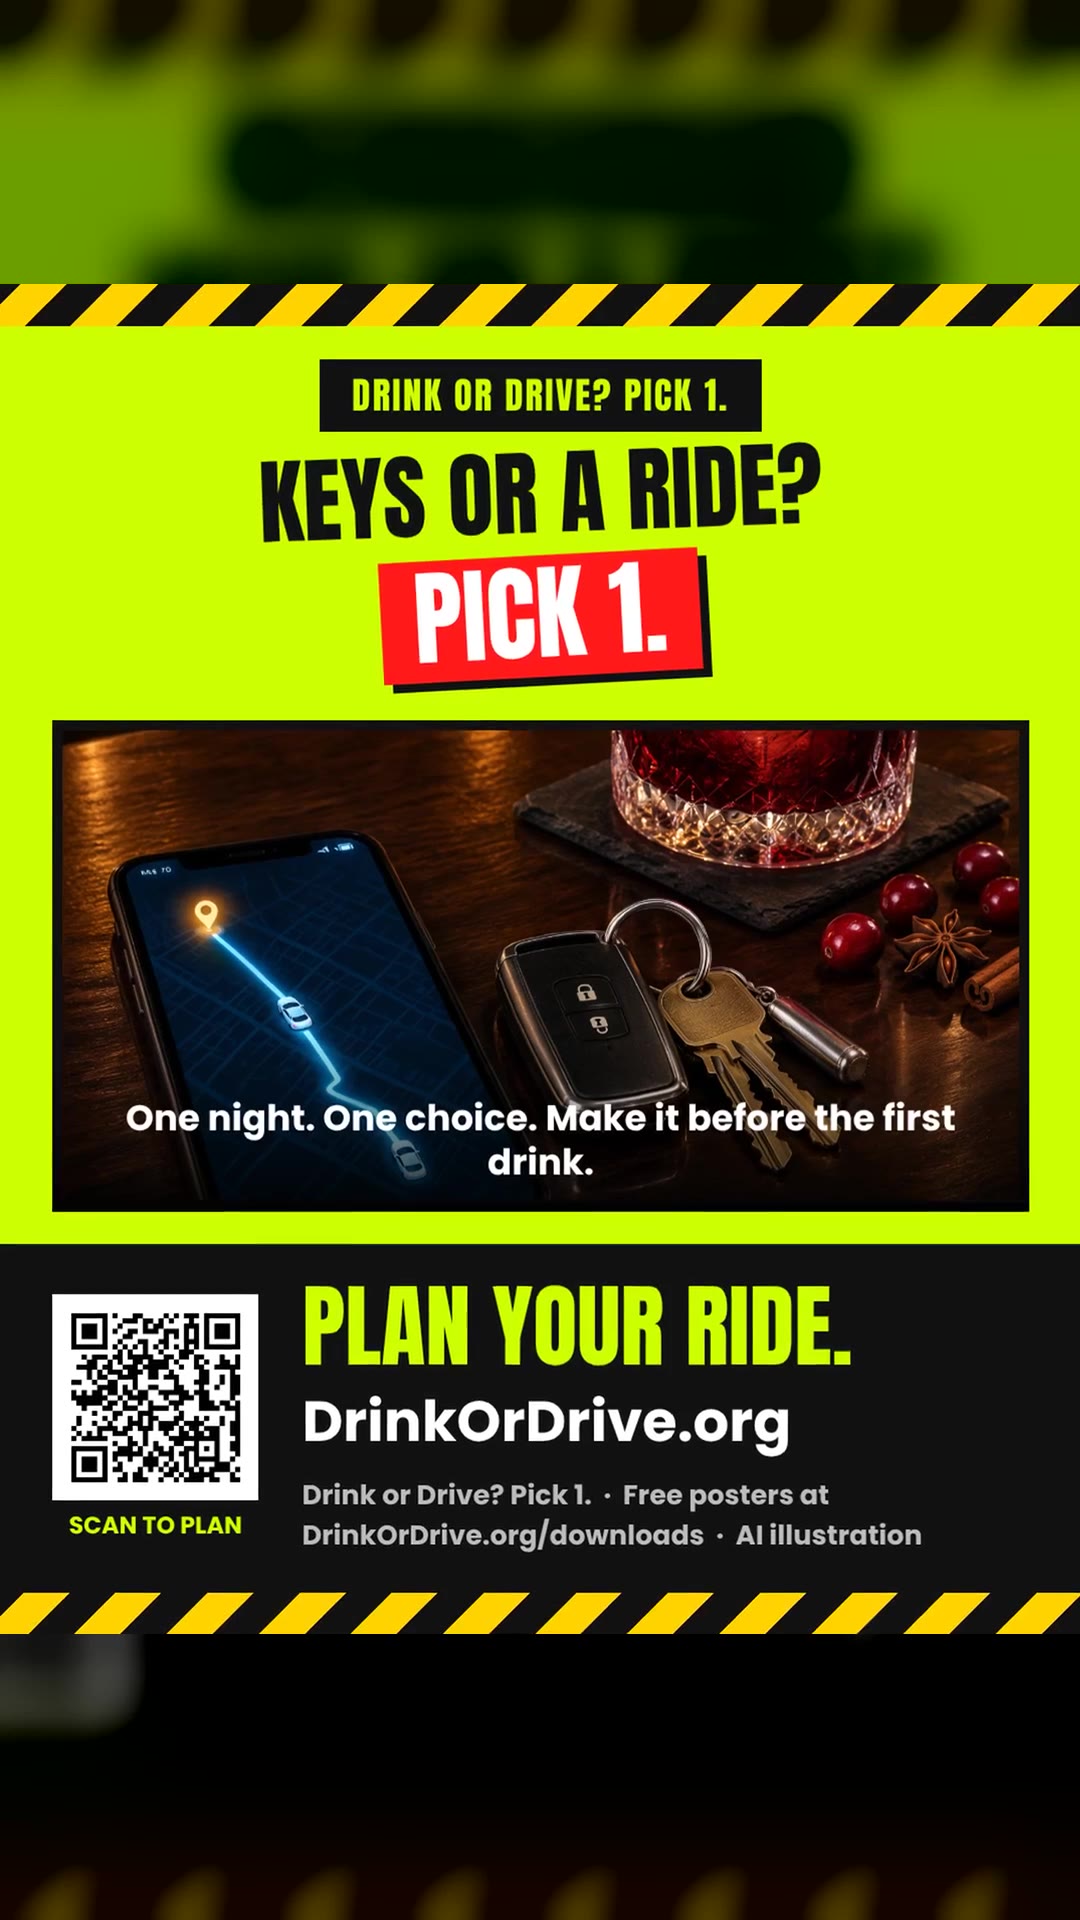 DRINK OR DRIVE? PICK 1.
KEYS OR A RIDE?
PICK 1.
One night. One choice. Make it before the first
drink.
PLAN YOUR RIDE.
DrinkOrDrive.org
SCAN TO PLAN
Drink or Drive? Pick 1. · Free posters at
DrinkOrDrive.org/downloads · AI illustration